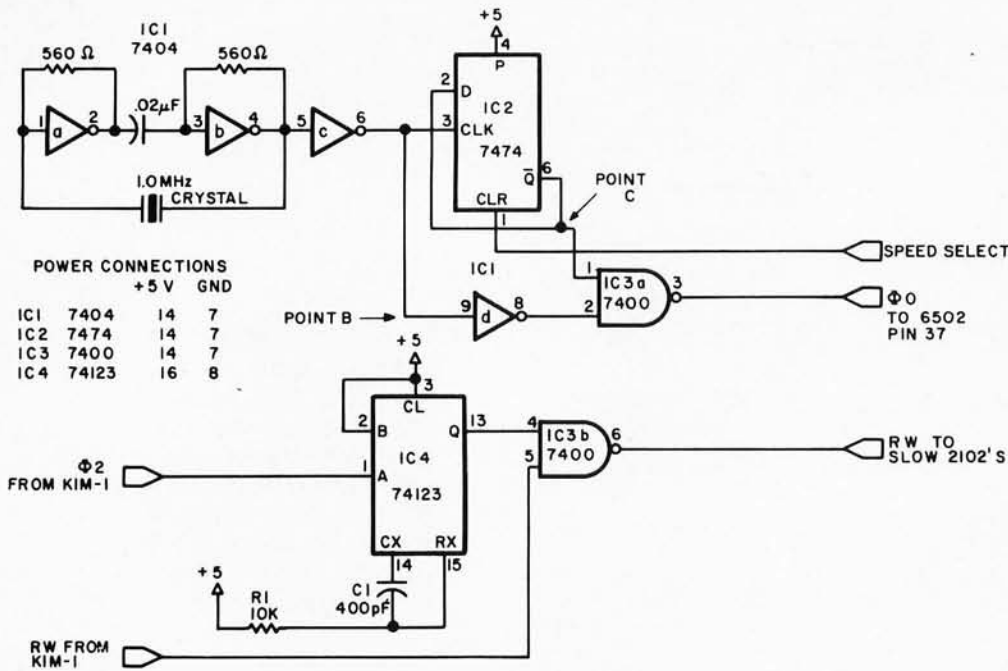 IC1
7404
560Ω
560Ω
.02µF
1
a
2
3
b
4
5
c
6
1.0MHz
CRYSTAL
+5
4
P
2
D
IC2
3
CLK
7474
6
Q̅
CLR
1
POINT
C
SPEED SELECT
POWER CONNECTIONS
+5 V GND
IC1 7404 14 7
IC2 7474 14 7
IC3 7400 14 7
IC4 74123 16 8
POINT B
IC1
9
d
8
1
2
IC3a
7400
3
Φ0
TO 6502
PIN 37
+5
3
CL
2
B
Q
13
IC4
1
A
74123
CX
RX
14
15
Φ2
FROM KIM-1
4
5
IC3b
7400
6
RW TO
SLOW 2102'S
+5
R1
10K
C1
400pF
RW FROM
KIM-1